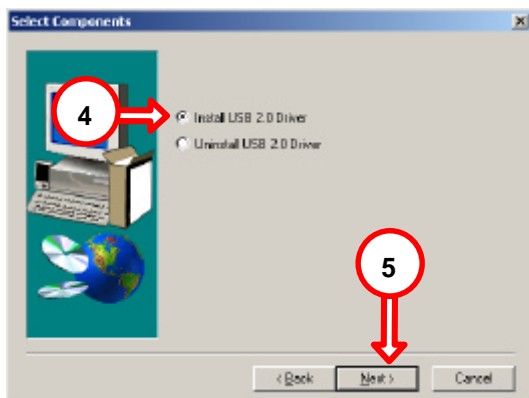 Select Components
4
Install USB 2.0 Driver
Uninstall USB 2.0 Driver
5
< Back Next > Cancel